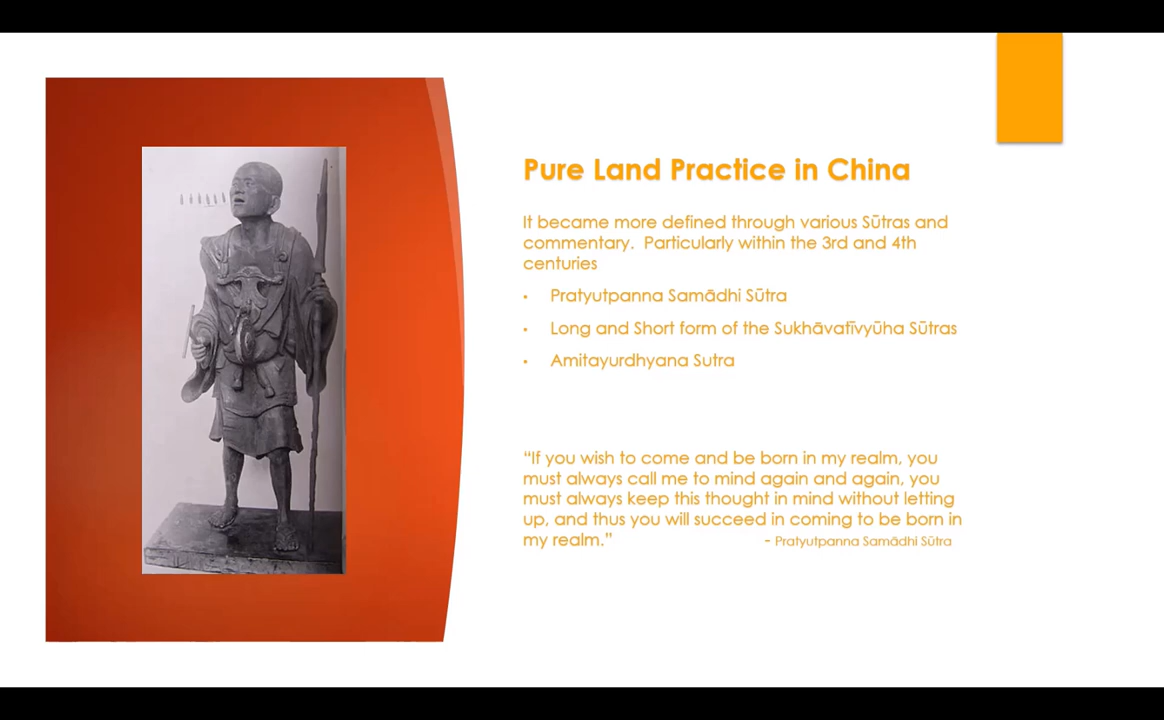 Pure Land Practice in China
It became more defined through various Sūtras and
commentary.  Particularly within the 3rd and 4th
centuries
▪ Pratyutpanna Samādhi Sūtra
▪ Long and Short form of the Sukhāvatīvyūha Sūtras
▪ Amitayurdhyana Sutra
“If you wish to come and be born in my realm, you
must always call me to mind again and again, you
must always keep this thought in mind without letting
up, and thus you will succeed in coming to be born in
my realm.” - Pratyutpanna Samādhi Sūtra